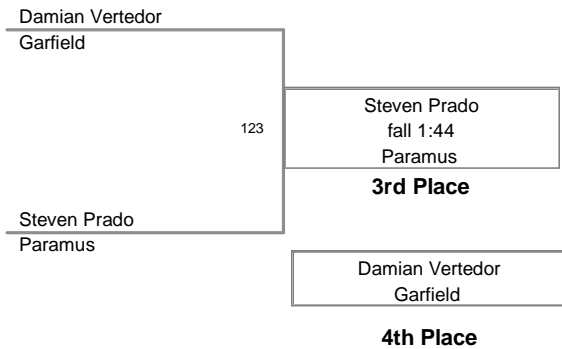 Damian Vertedor
Garfield
123
Steven Prado
fall 1:44
Paramus
3rd Place
Steven Prado
Paramus
Damian Vertedor
Garfield
4th Place